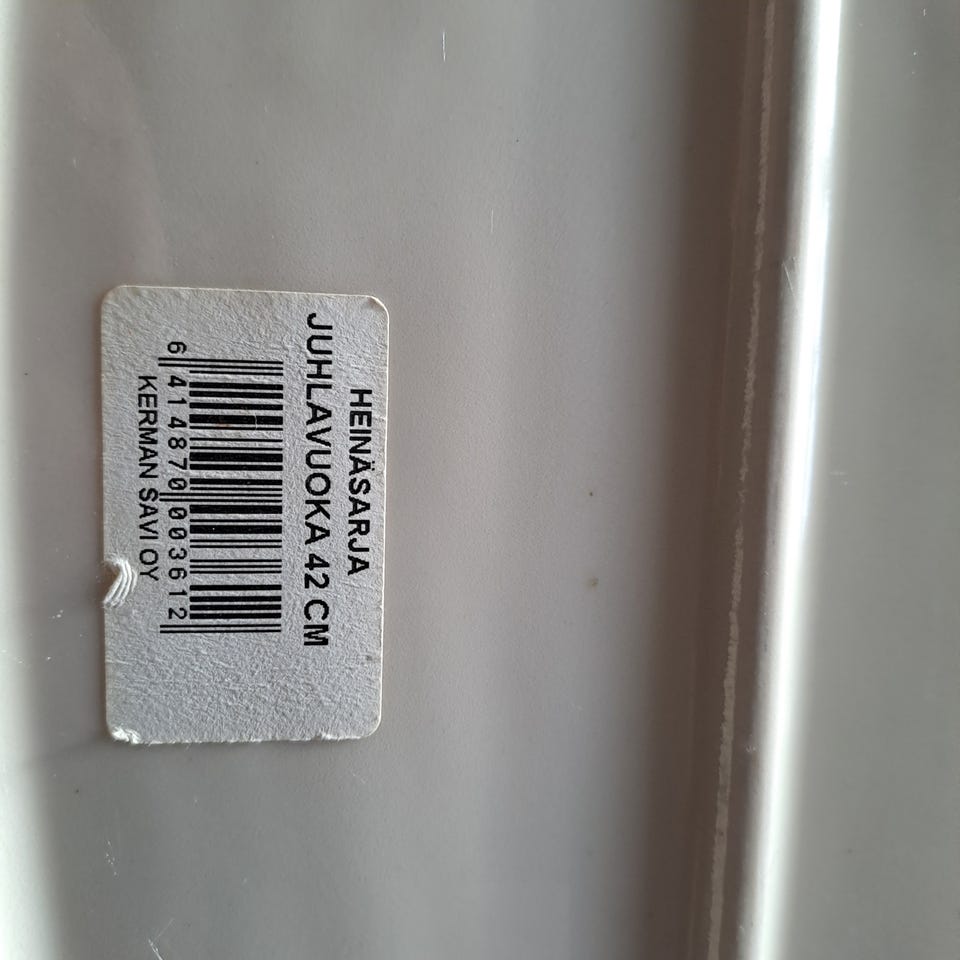 HEINÄSARJA
JUHLAVUOKA 42 CM
6 414870 003612
KERMAN SAVI OY